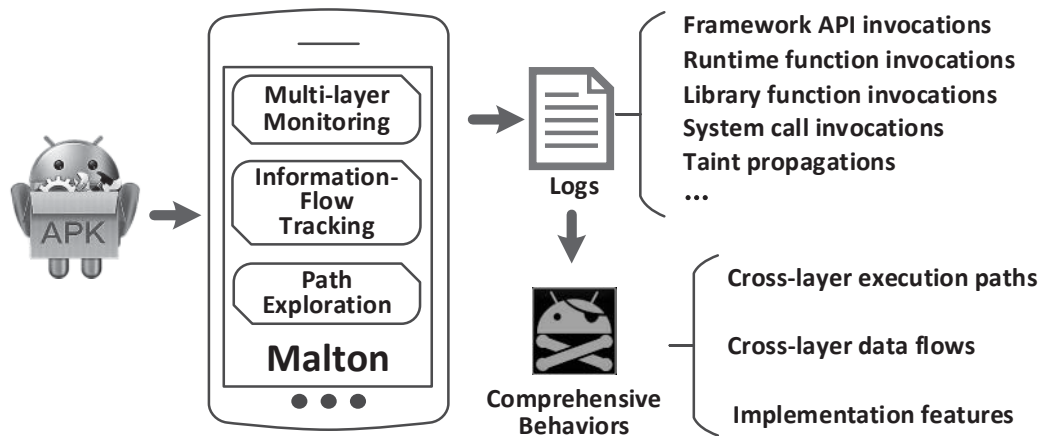 APK
Multi-layer
Monitoring
Information-
Flow
Tracking
Path
Exploration
Malton
Logs
Framework API invocations
Runtime function invocations
Library function invocations
System call invocations
Taint propagations
...
Comprehensive
Behaviors
Cross-layer execution paths
Cross-layer data flows
Implementation features